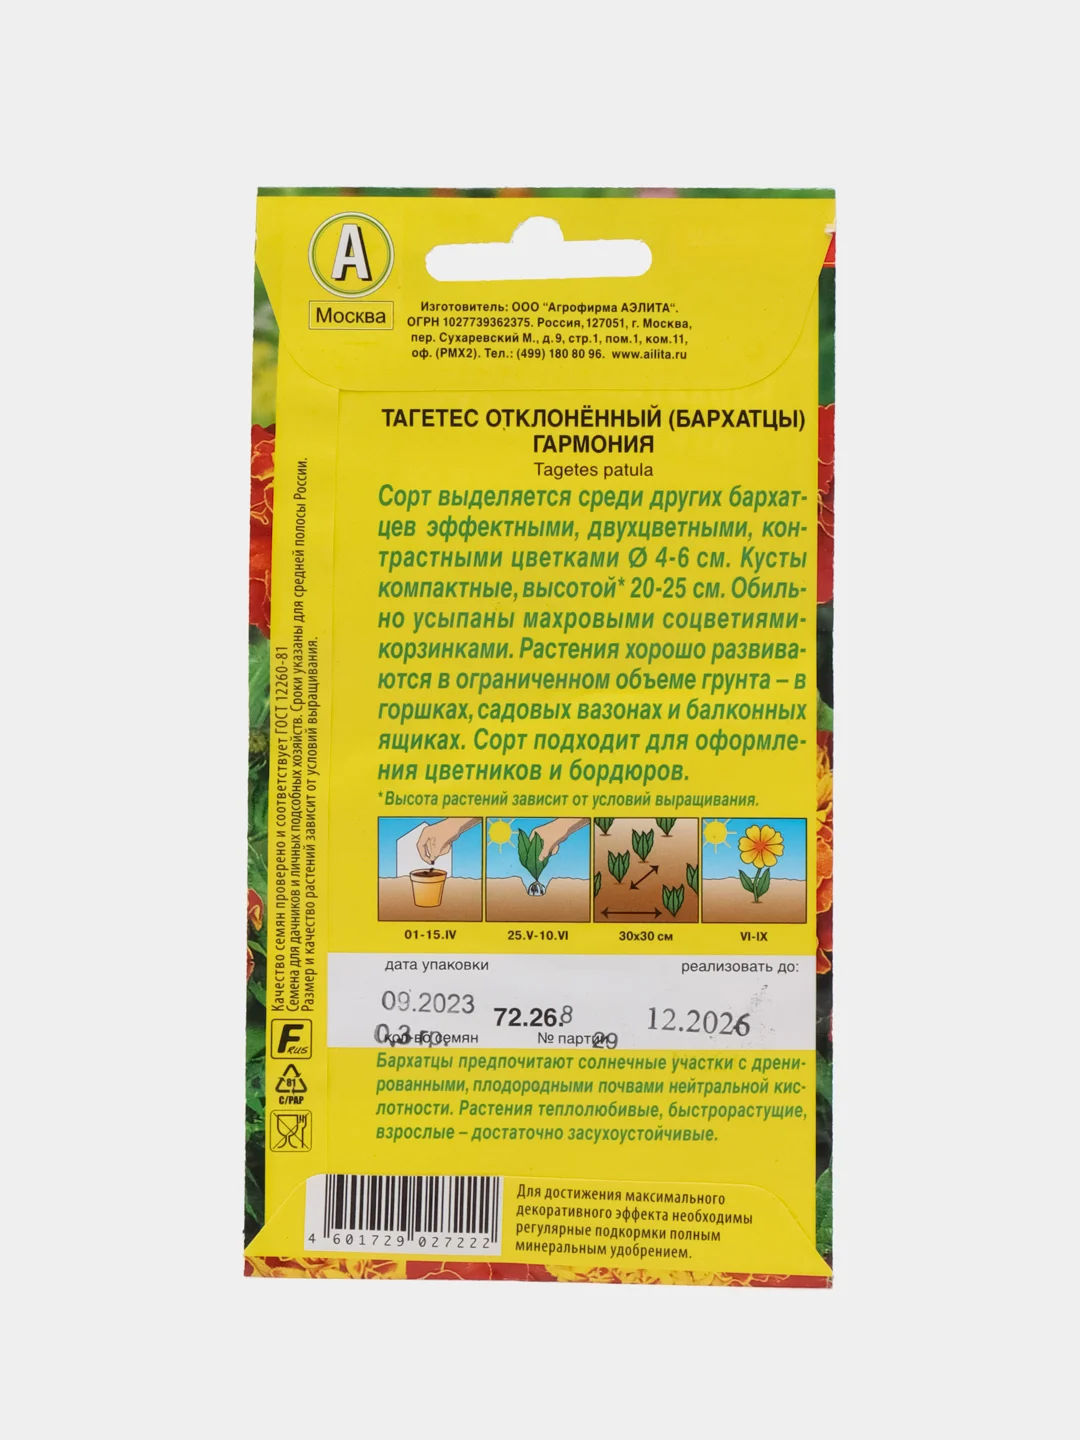 А
Москва
Изготовитель: ООО "Агрофирма АЭЛИТА".
ОГРН 1027739362375. Россия,127051, г. Москва,
пер. Сухаревский М., д.9, стр.1, пом.1, ком.11,
оф. (РМХ2). Тел.: (499) 180 80 96. www.ailita.ru
ТАГЕТЕС ОТКЛОНЁННЫЙ (БАРХАТЦЫ)
ГАРМОНИЯ
Tagetes patula
Сорт выделяется среди других бархат-
цев эффектными, двухцветными, кон-
трастными цветками Ø 4-6 см. Кусты
компактные, высотой* 20-25 см. Обиль-
но усыпаны махровыми соцветиями-
корзинками. Растения хорошо развива-
ются в ограниченном объеме грунта – в
горшках, садовых вазонах и балконных
ящиках. Сорт подходит для оформле-
ния цветников и бордюров.
*Высота растений зависит от условий выращивания.
01-15.IV
25.V-10.VI
30х30 см
VI-IX
дата упаковки
реализовать до:
09.2023
72.26.8
12.2026
0,3 гр.
кол-во семян
№ партии
29
Бархатцы предпочитают солнечные участки с дрени-
рованными, плодородными почвами нейтральной кис-
лотности. Растения теплолюбивые, быстрорастущие,
взрослые – достаточно засухоустойчивые.
Для достижения максимального
декоративного эффекта необходимы
регулярные подкормки полным
минеральным удобрением.
4 601729 027222
Качество семян проверено и соответствует ГОСТ 12260-81
Семена для дачников и личных подсобных хозяйств. Сроки указаны для средней полосы России.
Размер и качество растений зависит от условий выращивания.
F RUS
81
C/PAP